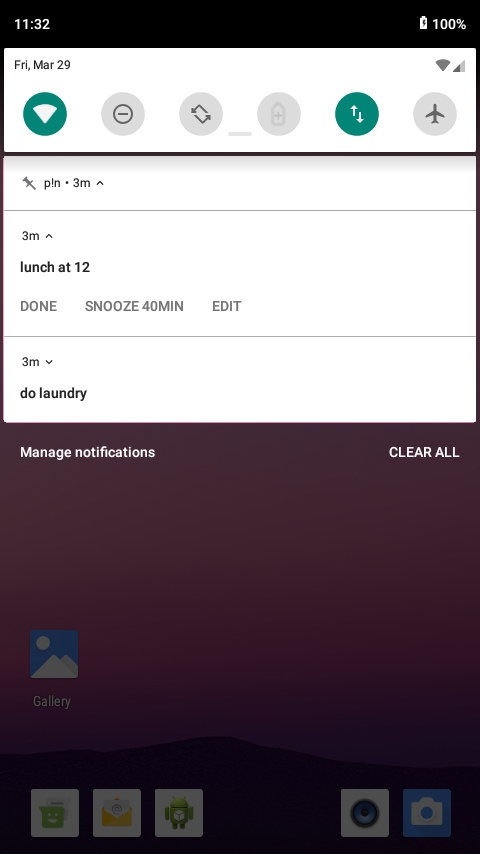 11:32 100%
Fri, Mar 29
p!n • 3m
3m
lunch at 12
DONE SNOOZE 40MIN EDIT
3m
do laundry
Manage notifications CLEAR ALL
Gallery